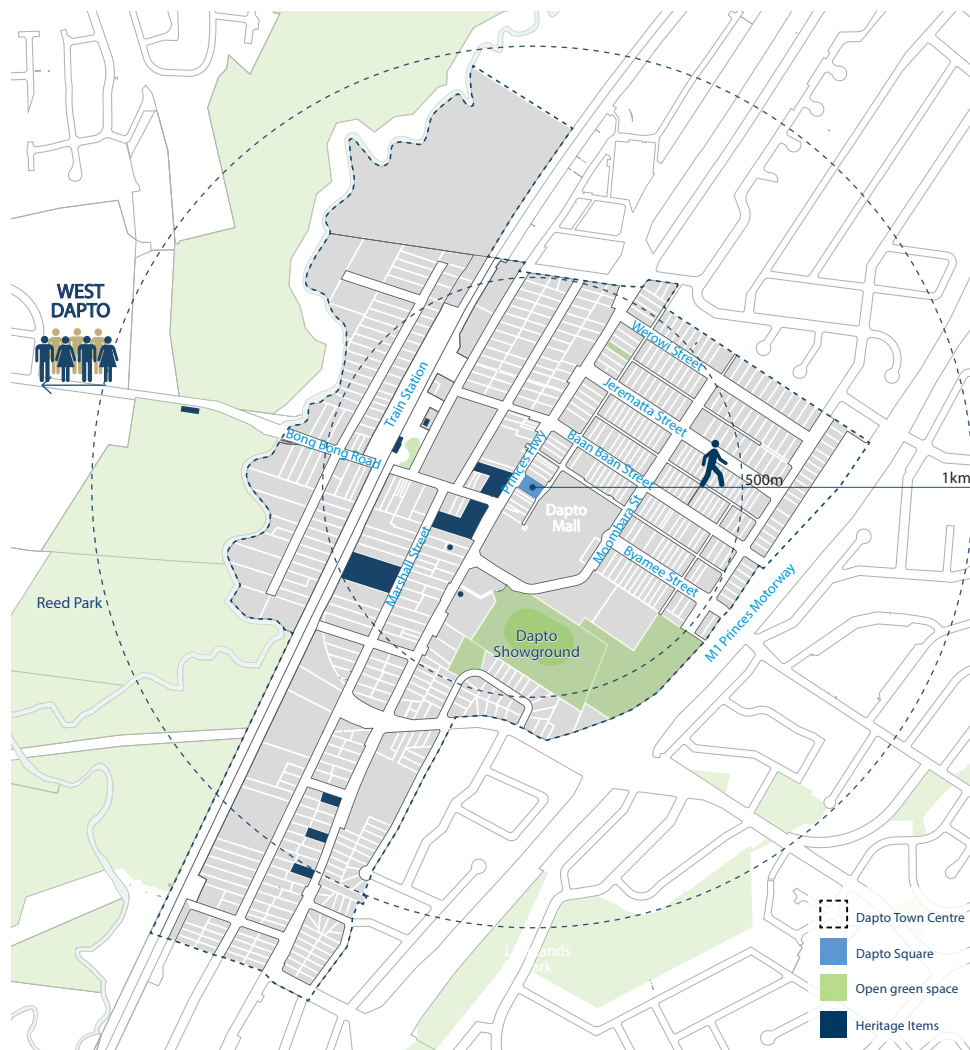 WEST
DAPTO
Werowi Street
Train Station
Jerematta Street
Bong Bong Road
Princes Hwy
Baan Baan Street
500m
1km
Dapto
Mall
Moombara St
Marshall Street
Byamee Street
Reed Park
Dapto
Showground
M1 Princes Motorway
Dapto Town Centre
Dapto Square
Open green space
Heritage Items